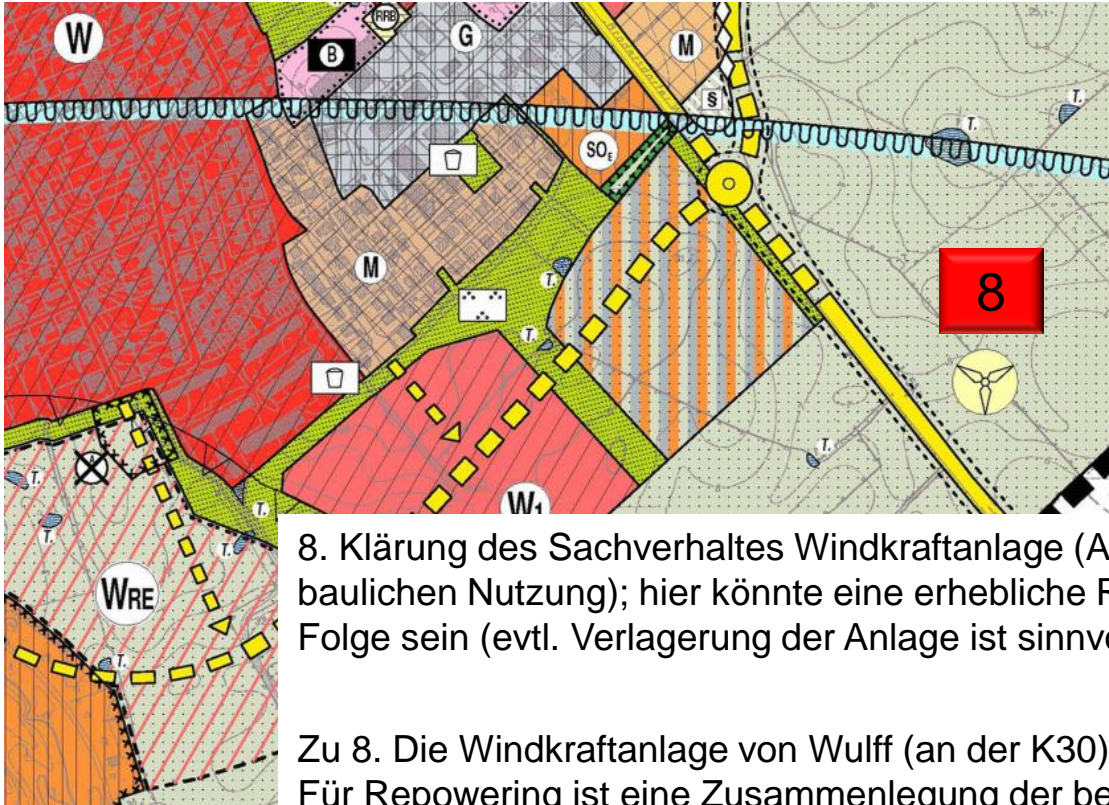 W
RRB
B
G
M
§
T.
SO_E
T.
8
M
T.
T.
T.
W1
T.
T.
T.
T.
WRE
T.
8. Klärung des Sachverhaltes Windkraftanlage (A
baulichen Nutzung); hier könnte eine erhebliche R
Folge sein (evtl. Verlagerung der Anlage ist sinnv
Zu 8. Die Windkraftanlage von Wulff (an der K30)
Für Repowering ist eine Zusammenlegung der be